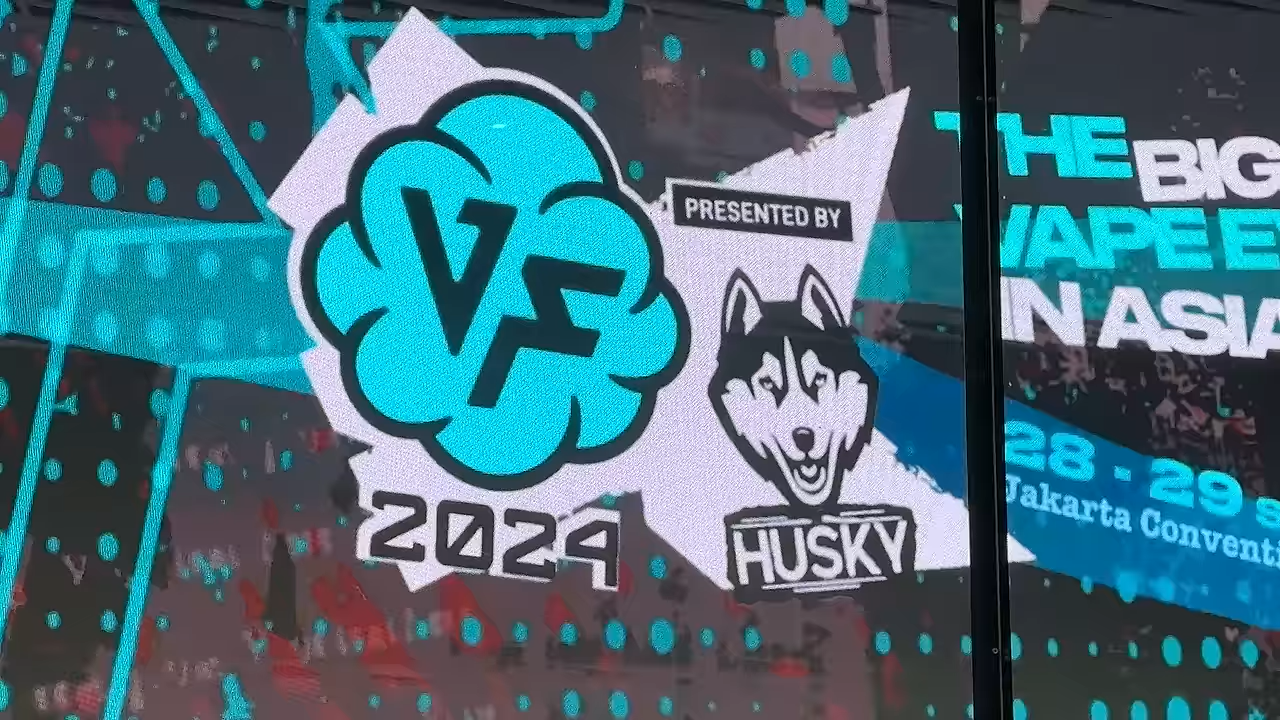 VF
2024
PRESENTED BY
HUSKY
THE BIG
VAPE E
IN ASIA
28 - 29 S
Jakarta Conventi